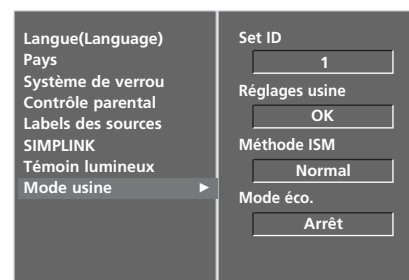 Langue(Language)
Pays
Système de verrou
Contrôle parental
Labels des sources
SIMPLINK
Témoin lumineux
Mode usine ►
Set ID
1
Réglages usine
OK
Méthode ISM
Normal
Mode éco.
Arrêt